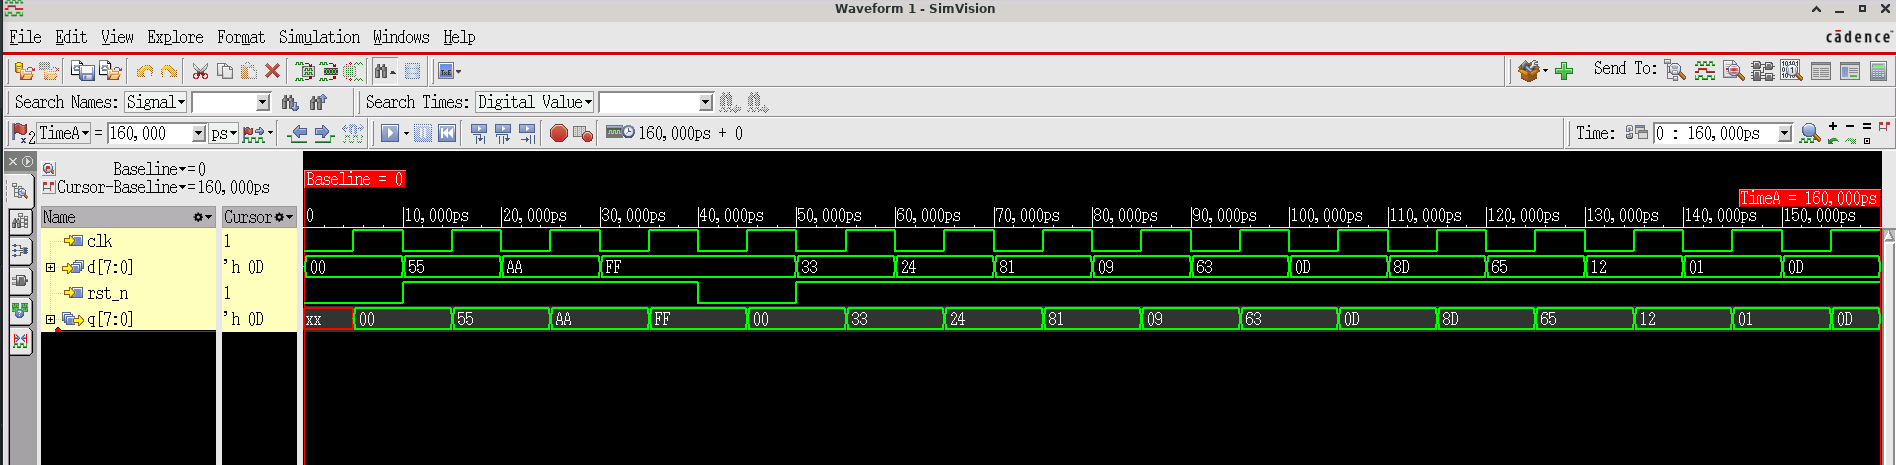 Waveform 1 - SimVision
File Edit View Explore Format Simulation Windows Help
cādence
Send To:
Search Names: Signal Search Times: Digital Value
TimeA = 160,000 ps 160,000ps + 0 Time: 0 : 160,000ps
Baseline = 0
Cursor-Baseline = 160,000ps
Baseline = 0
TimeA = 160,000ps
Name Cursor 0 10,000ps 20,000ps 30,000ps 40,000ps 50,000ps 60,000ps 70,000ps 80,000ps 90,000ps 100,000ps 110,000ps 120,000ps 130,000ps 140,000ps 150,000ps
clk 1
d[7:0] 'h 0D 00 55 AA FF 33 24 81 09 63 0D 8D 65 12 01 0D
rst_n 1
q[7:0] 'h 0D xx 00 55 AA FF 00 33 24 81 09 63 0D 8D 65 12 01 0D